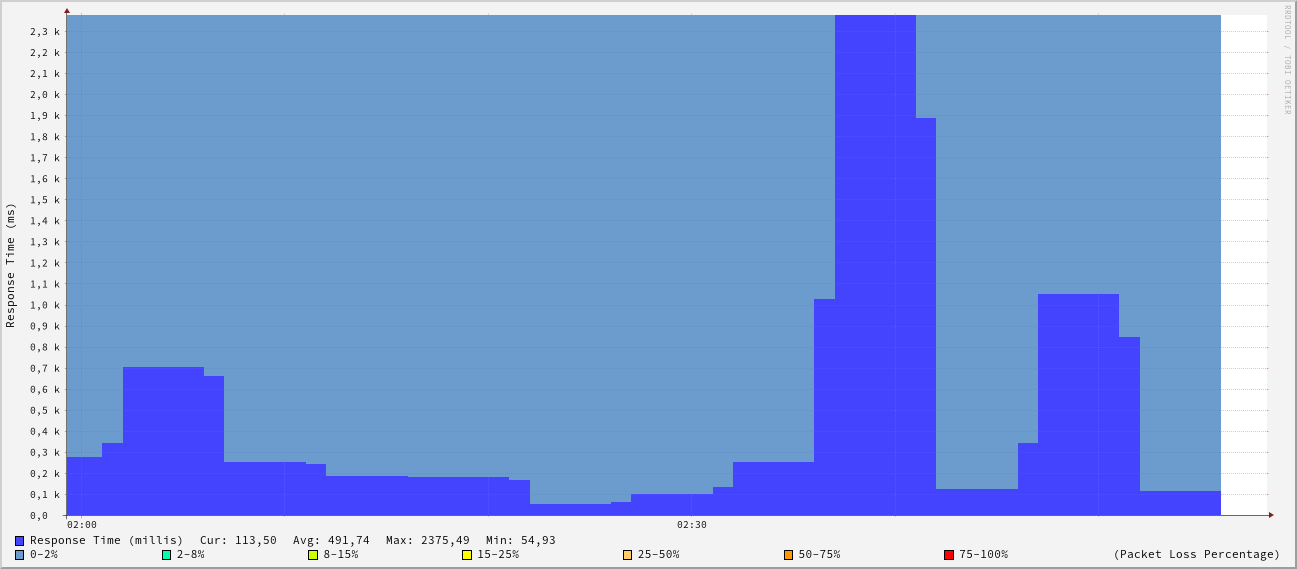 RRDTOOL / TOBI OETIKER
Response Time (ms)
2,3 k
2,2 k
2,1 k
2,0 k
1,9 k
1,8 k
1,7 k
1,6 k
1,5 k
1,4 k
1,3 k
1,2 k
1,1 k
1,0 k
0,9 k
0,8 k
0,7 k
0,6 k
0,5 k
0,4 k
0,3 k
0,2 k
0,1 k
0,0
02:00 02:30
Response Time (millis) Cur: 113,50 Avg: 491,74 Max: 2375,49 Min: 54,93
0-2% 2-8% 8-15% 15-25% 25-50% 50-75% 75-100% (Packet Loss Percentage)